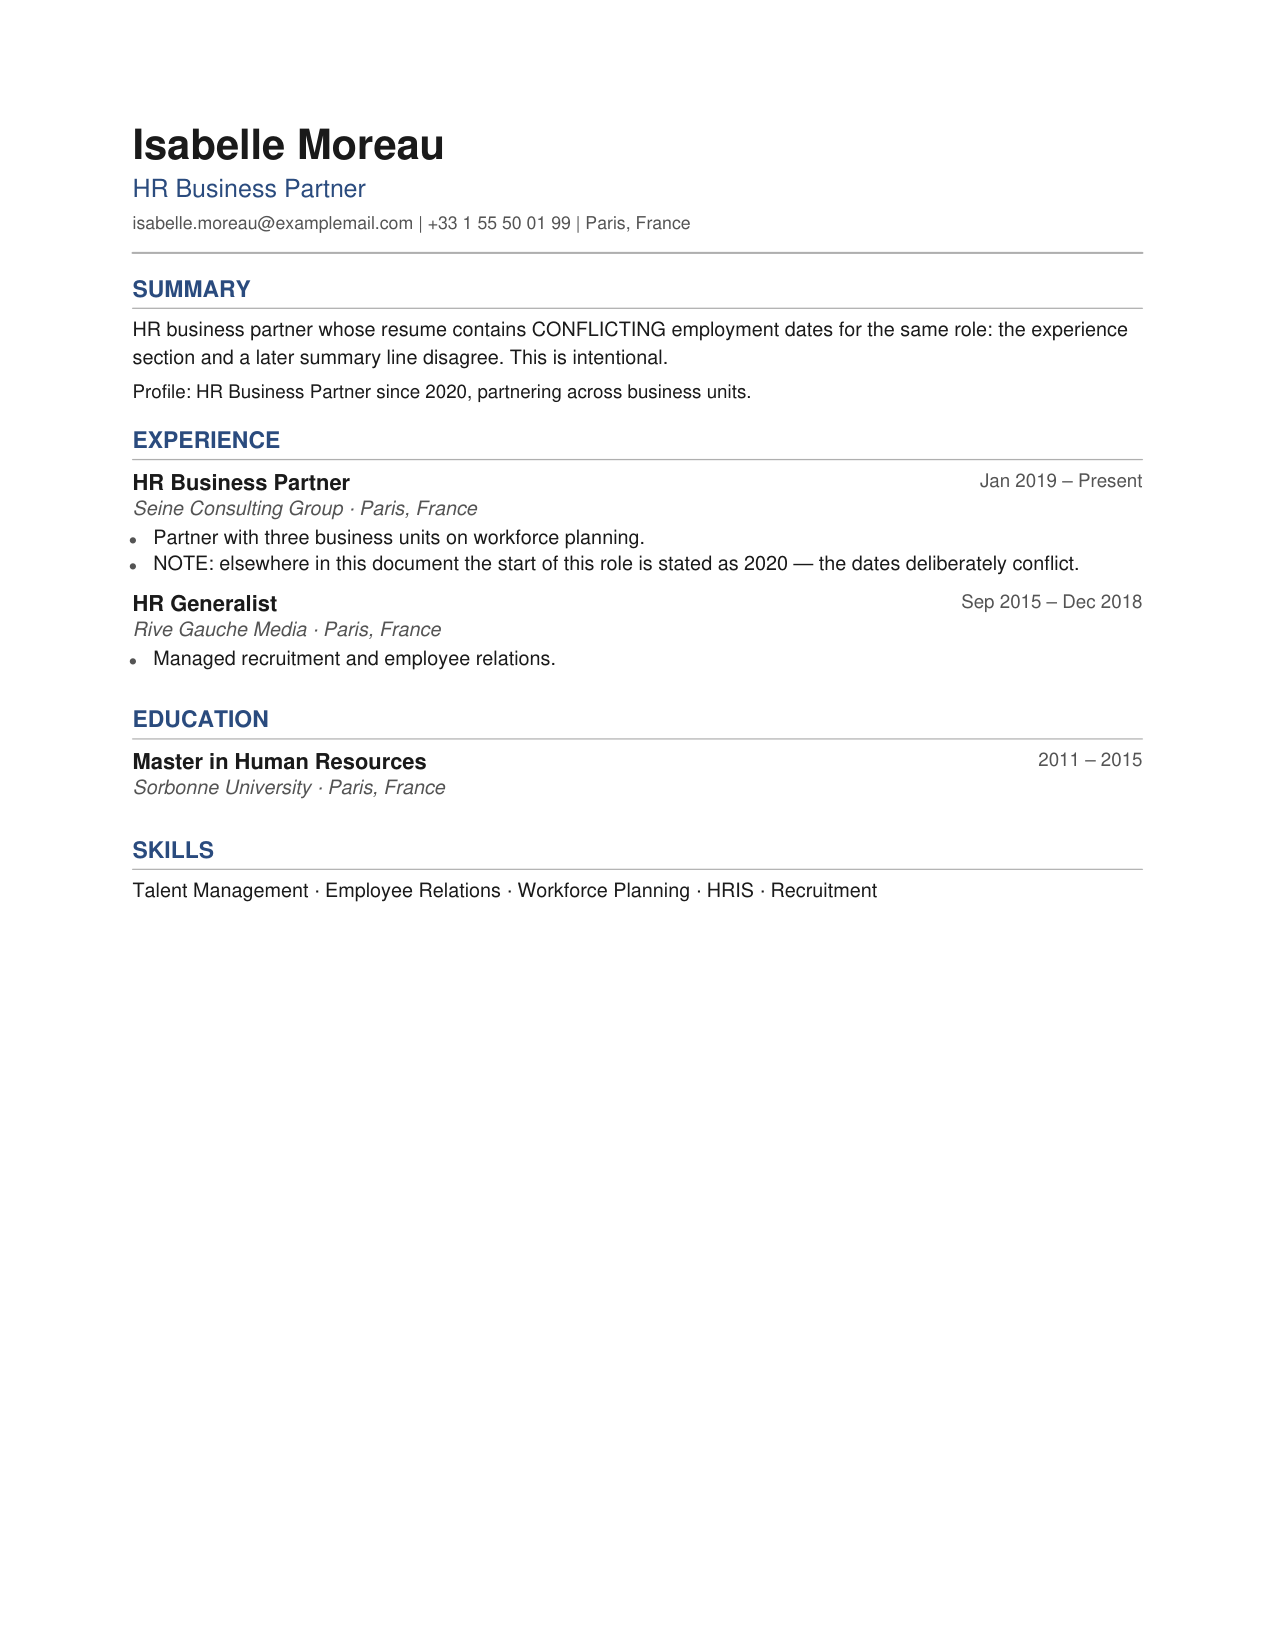 Isabelle Moreau
HR Business Partner
isabelle.moreau@examplemail.com | +33 1 55 50 01 99 | Paris, France
SUMMARY
HR business partner whose resume contains CONFLICTING employment dates for the same role: the experience
section and a later summary line disagree. This is intentional.
Profile: HR Business Partner since 2020, partnering across business units.
EXPERIENCE
HR Business Partner Jan 2019 – Present
Seine Consulting Group · Paris, France
• Partner with three business units on workforce planning.
• NOTE: elsewhere in this document the start of this role is stated as 2020 — the dates deliberately conflict.
HR Generalist Sep 2015 – Dec 2018
Rive Gauche Media · Paris, France
• Managed recruitment and employee relations.
EDUCATION
Master in Human Resources 2011 – 2015
Sorbonne University · Paris, France
SKILLS
Talent Management · Employee Relations · Workforce Planning · HRIS · Recruitment